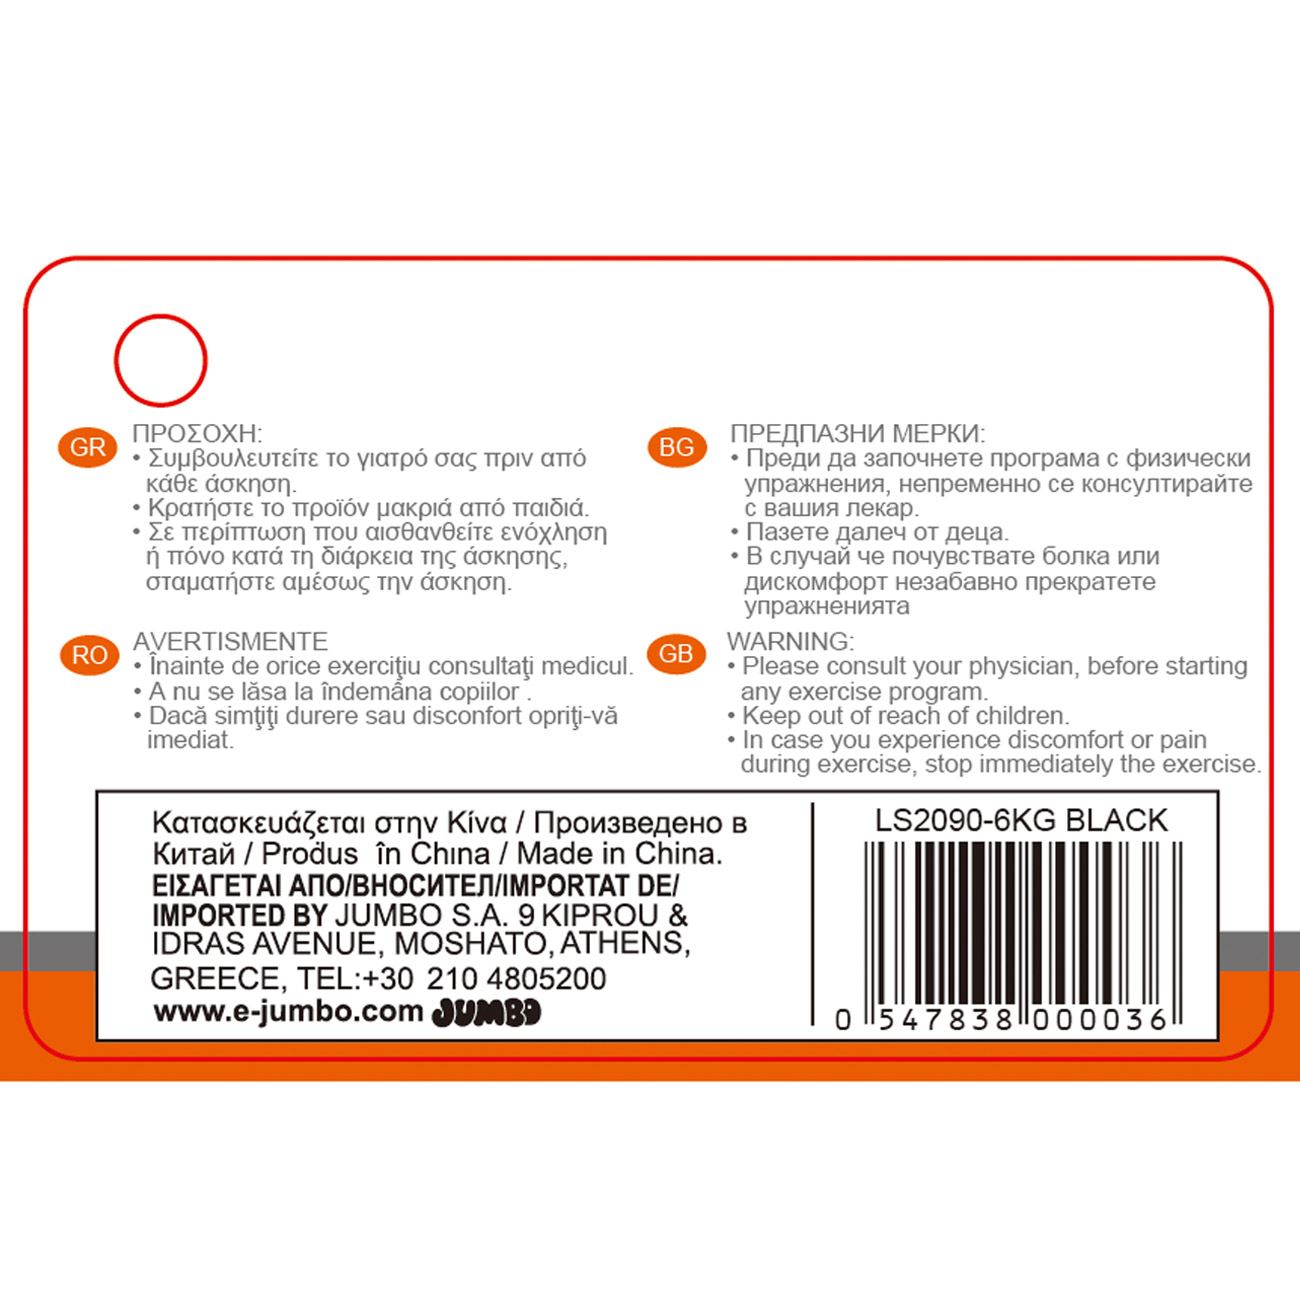 GR
ΠΡΟΣΟΧΗ:
• Συμβουλευτείτε το γιατρό σας πριν από
κάθε άσκηση.
• Κρατήστε το προϊόν μακριά από παιδιά.
• Σε περίπτωση που αισθανθείτε ενόχληση
ή πόνο κατά τη διάρκεια της άσκησης,
σταματήστε αμέσως την άσκηση.
BG
ПРЕДПАЗНИ МЕРКИ:
• Преди да започнете програма с физически
упражнения, непременно се консултирайте
с вашия лекар.
• Пазете далеч от деца.
• В случай че почувствате болка или
дискомфорт незабавно прекратете
упражненията
RO
AVERTISMENTE
• Înainte de orice exerciţiu consultaţi medicul.
• A nu se lăsa la îndemâna copiilor .
• Dacă simţiţi durere sau disconfort opriţi-vă
imediat.
GB
WARNING:
• Please consult your physician, before starting
any exercise program.
• Keep out of reach of children.
• In case you experience discomfort or pain
during exercise, stop immediately the exercise.
Κατασκευάζεται στην Κίνα / Произведено в
Китай / Produs în Chına / Made in China.
ΕΙΣΑΓΕΤΑΙ ΑΠΟ/ВНОСИТЕЛ/IMPORTAT DE/
IMPORTED BY JUMBO S.A. 9 KIPROU &
IDRAS AVENUE, MOSHATO, ATHENS,
GREECE, TEL:+30 210 4805200
www.e-jumbo.com JUMBO
LS2090-6KG BLACK
0 547838 000036